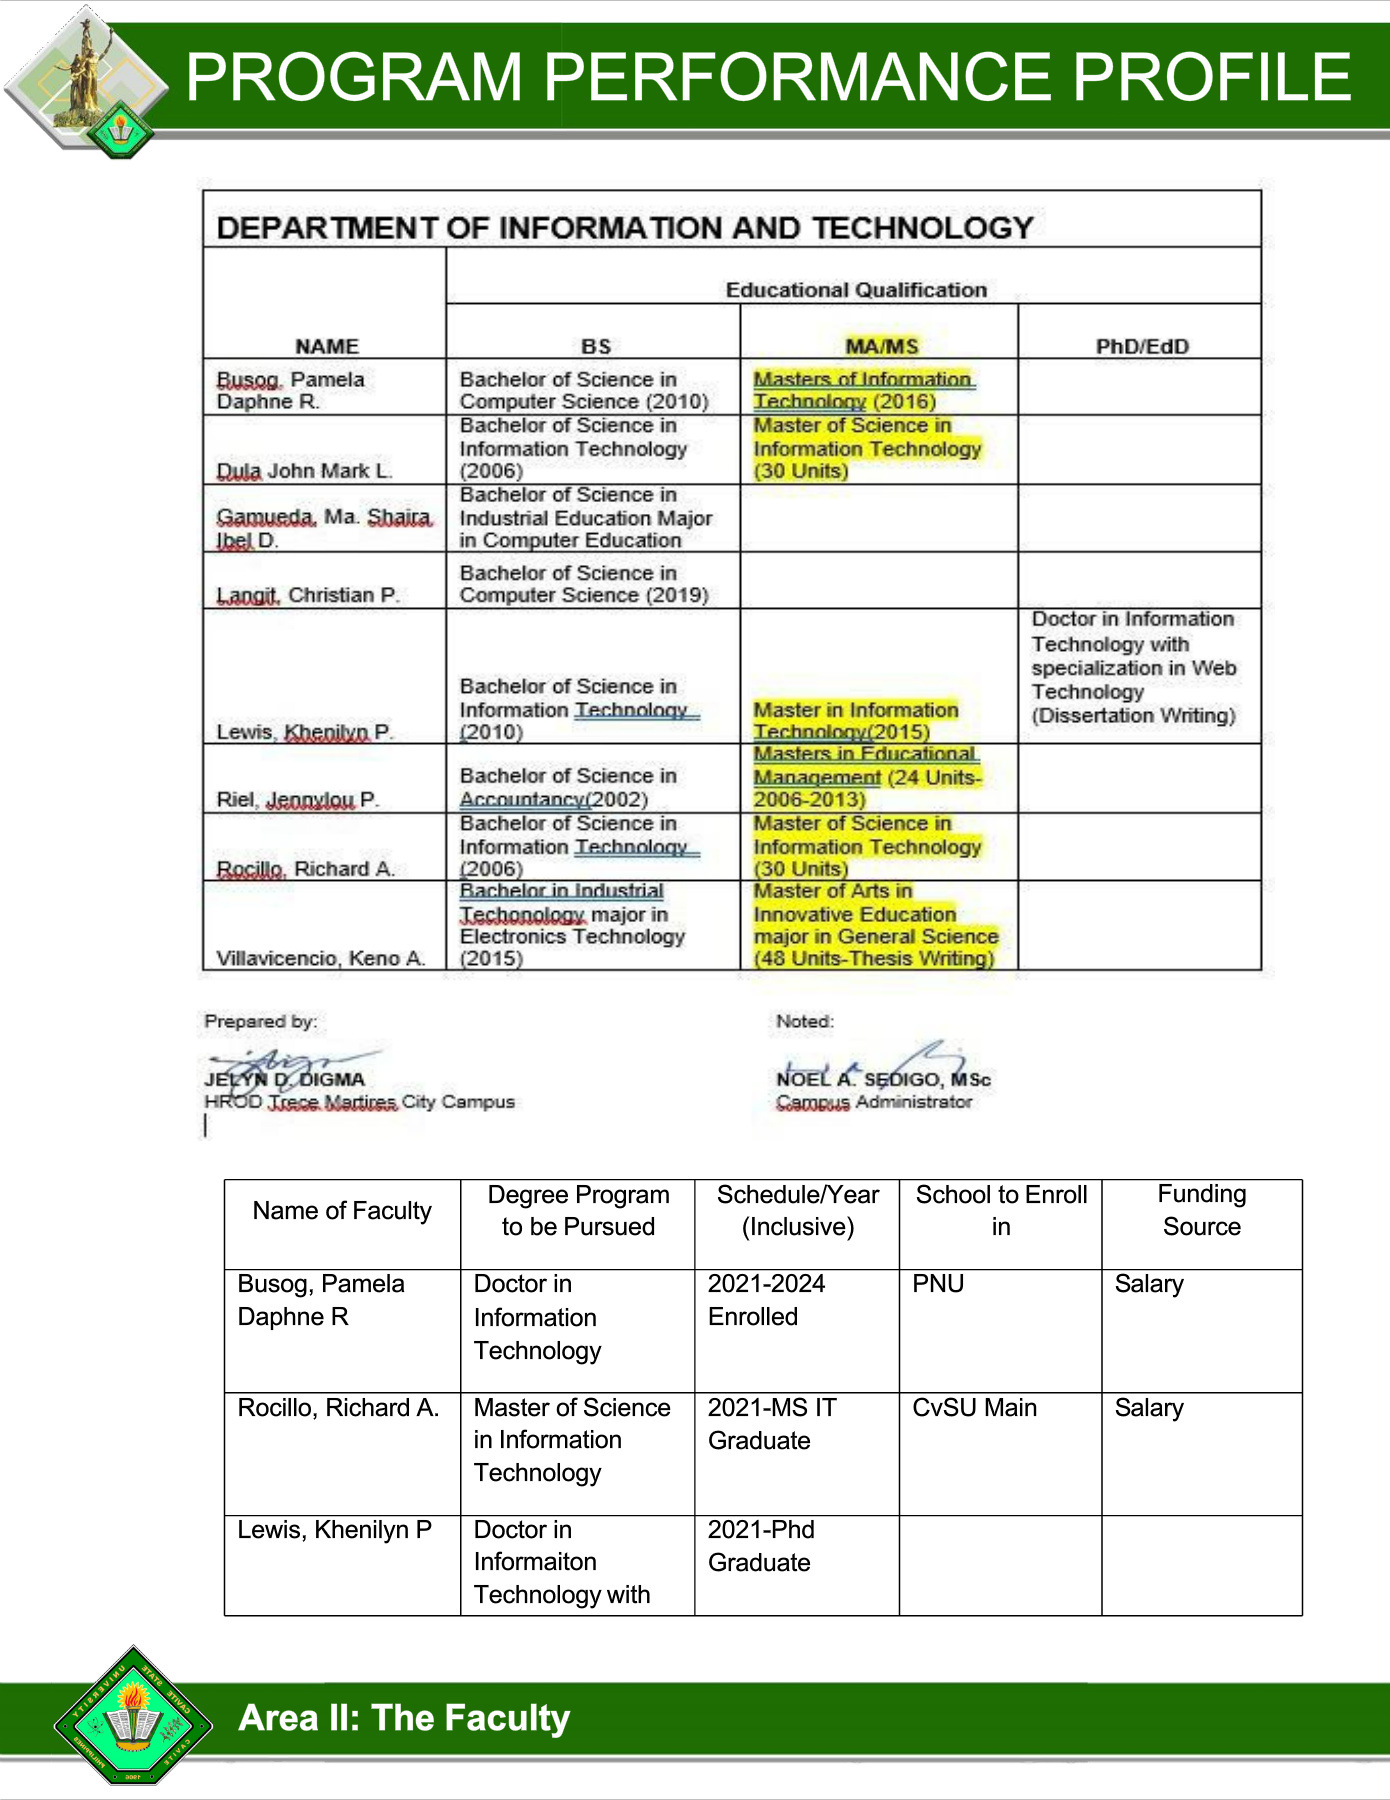 PROGRAM PERFORMANCE PROFILE
DEPARTMENT OF INFORMATION AND TECHNOLOGY
Educational Qualification
NAME
BS
MA/MS
PhD/EdD
Busog, Pamela
Daphne R.
Bachelor of Science in
Computer Science (2010)
Masters of Information
Technology (2016)
Dula John Mark L.
Bachelor of Science in
Information Technology
(2006)
Master of Science in
Information Technology
(30 Units)
Gamueda, Ma. Shaira
Ibel D.
Bachelor of Science in
Industrial Education Major
in Computer Education
Langit, Christian P.
Bachelor of Science in
Computer Science (2019)
Lewis, Khenilyn P.
Bachelor of Science in
Information Technology
(2010)
Master in Information
Technology(2015)
Doctor in Information
Technology with
specialization in Web
Technology
(Dissertation Writing)
Riel, Jennylou P.
Bachelor of Science in
Accountancy(2002)
Masters in Educational
Management (24 Units-
2006-2013)
Rocillo, Richard A.
Bachelor of Science in
Information Technology
(2006)
Master of Science in
Information Technology
(30 Units)
Villavicencio, Keno A.
Bachelor in Industrial
Techonology major in
Electronics Technology
(2015)
Master of Arts in
Innovative Education
major in General Science
(48 Units-Thesis Writing)
Prepared by:
JELYN D. DIGMA
HROD Trece Martires City Campus
Noted:
NOEL A. SEDIGO, MSc
Campus Administrator
Name of Faculty
Degree Program
to be Pursued
Schedule/Year
(Inclusive)
School to Enroll
in
Funding
Source
Busog, Pamela
Daphne R
Doctor in
Information
Technology
2021-2024
Enrolled
PNU
Salary
Rocillo, Richard A.
Master of Science
in Information
Technology
2021-MS IT
Graduate
CvSU Main
Salary
Lewis, Khenilyn P
Doctor in
Informaiton
Technology with
2021-Phd
Graduate
CAVITE STATE UNIVERSITY
CAVITE
PHILIPPINES
1906
Area II: The Faculty